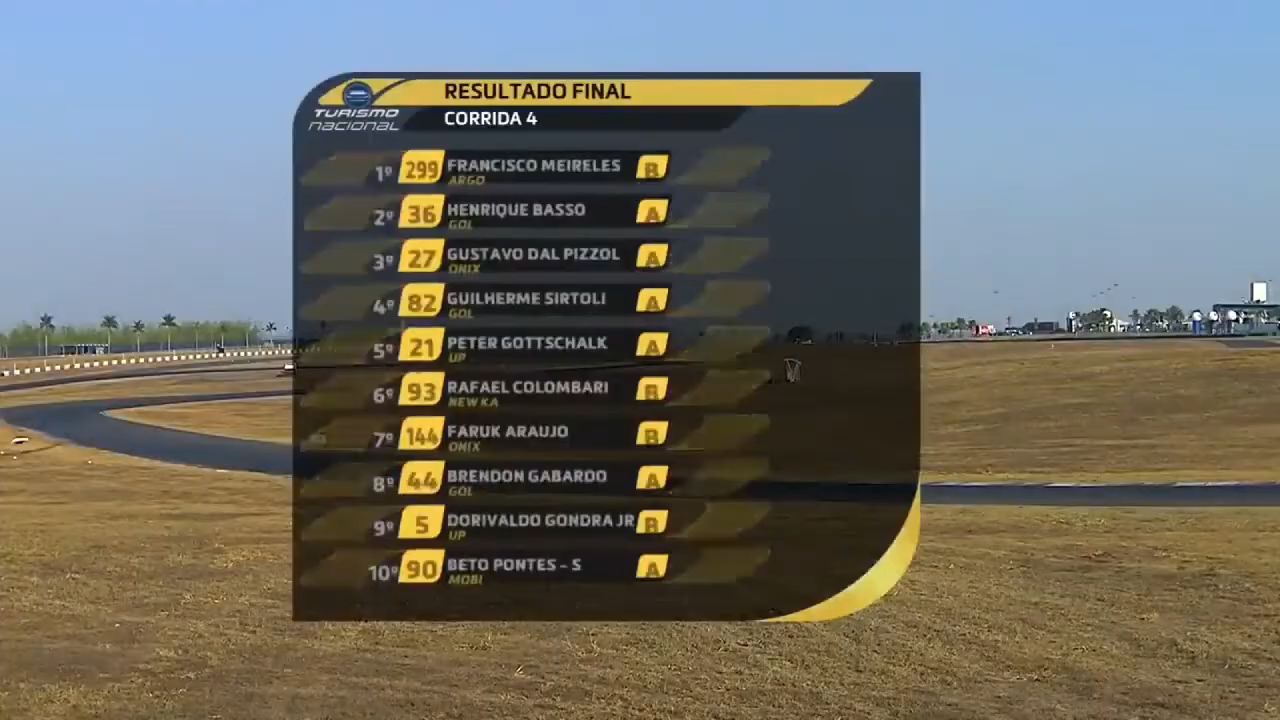 RESULTADO FINAL
TURISMO
nacional
CORRIDA 4
1º 299 FRANCISCO MEIRELES B
ARGO
2º 36 HENRIQUE BASSO A
GOL
3º 27 GUSTAVO DAL PIZZOL A
ONIX
4º 82 GUILHERME SIRTOLI A
GOL
5º 21 PETER GOTTSCHALK A
UP
6º 93 RAFAEL COLOMBARI B
NEW KA
7º 144 FARUK ARAUJO B
ONIX
8º 44 BRENDON GABARDO A
GOL
9º 5 DORIVALDO GONDRA JR B
UP
10º 90 BETO PONTES - S A
MOBI